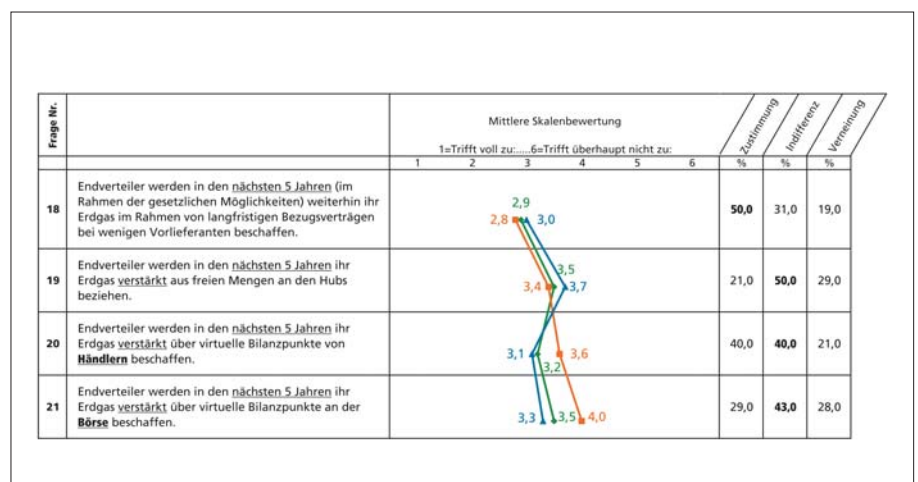 Frage Nr.
Mittlere Skalenbewertung
1=Trifft voll zu:.....6=Trifft überhaupt nicht zu:
Zustimmung
Indifferenz
Verneinung
1 2 3 4 5 6 % % %
18
Endverteiler werden in den nächsten 5 Jahren (im
Rahmen der gesetzlichen Möglichkeiten) weiterhin ihr
Erdgas im Rahmen von langfristigen Bezugsverträgen
bei wenigen Vorlieferanten beschaffen.
2,9
2,8 3,0
50,0 31,0 19,0
19
Endverteiler werden in den nächsten 5 Jahren ihr
Erdgas verstärkt aus freien Mengen an den Hubs
beziehen.
3,5
3,4 3,7
21,0 50,0 29,0
20
Endverteiler werden in den nächsten 5 Jahren ihr
Erdgas verstärkt über virtuelle Bilanzpunkte von
Händlern beschaffen.
3,1 3,6
3,2
40,0 40,0 21,0
21
Endverteiler werden in den nächsten 5 Jahren ihr
Erdgas verstärkt über virtuelle Bilanzpunkte an der
Börse beschaffen.
3,3 3,5 4,0
29,0 43,0 28,0